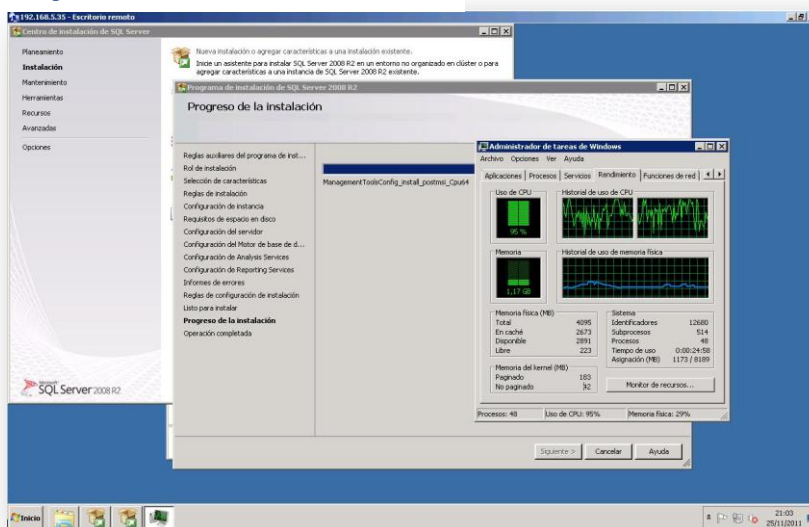 192.168.5.35 - Escritorio remoto
Centro de instalación de SQL Server
Planeamiento
Instalación
Mantenimiento
Herramientas
Recursos
Avanzadas
Opciones
Nueva instalación o agregar características a una instalación existente.
Inicie un asistente para instalar SQL Server 2008 R2 en un entorno no organizado en clúster o para
agregar características a una instancia de SQL Server 2008 R2 existente.
Programa de instalación de SQL Server 2008 R2
Progreso de la instalación
Reglas auxiliares del programa de inst...
Rol de instalación
Selección de características
Reglas de instalación
Configuración de instancia
Requisitos de espacio en disco
Configuración del servidor
Configuración del Motor de base de d...
Configuración de Analysis Services
Configuración de Reporting Services
Informes de errores
Reglas de configuración de instalación
Listo para instalar
Progreso de la instalación
Operación completada
ManagementToolsConfig_install_postmsi_Cpu64
Administrador de tareas de Windows
Archivo Opciones Ver Ayuda
Aplicaciones Procesos Servicios Rendimiento Funciones de red
Uso de CPU
95 %
Historial de uso de CPU
Memoria
1,17 GB
Historial de uso de memoria física
Memoria física (MB)
Total 4095
En caché 2673
Disponible 2891
Libre 223
Memoria del kernel (MB)
Paginado 183
No paginado 42
Sistema
Identificadores 12680
Subprocesos 514
Procesos 48
Tiempo de uso 0:00:24:58
Asignación (MB) 1173 / 8189
Monitor de recursos...
Procesos: 48 Uso de CPU: 95% Memoria física: 29%
Siguiente > Cancelar Ayuda
SQL Server 2008 R2
Inicio
21:03
25/11/2011